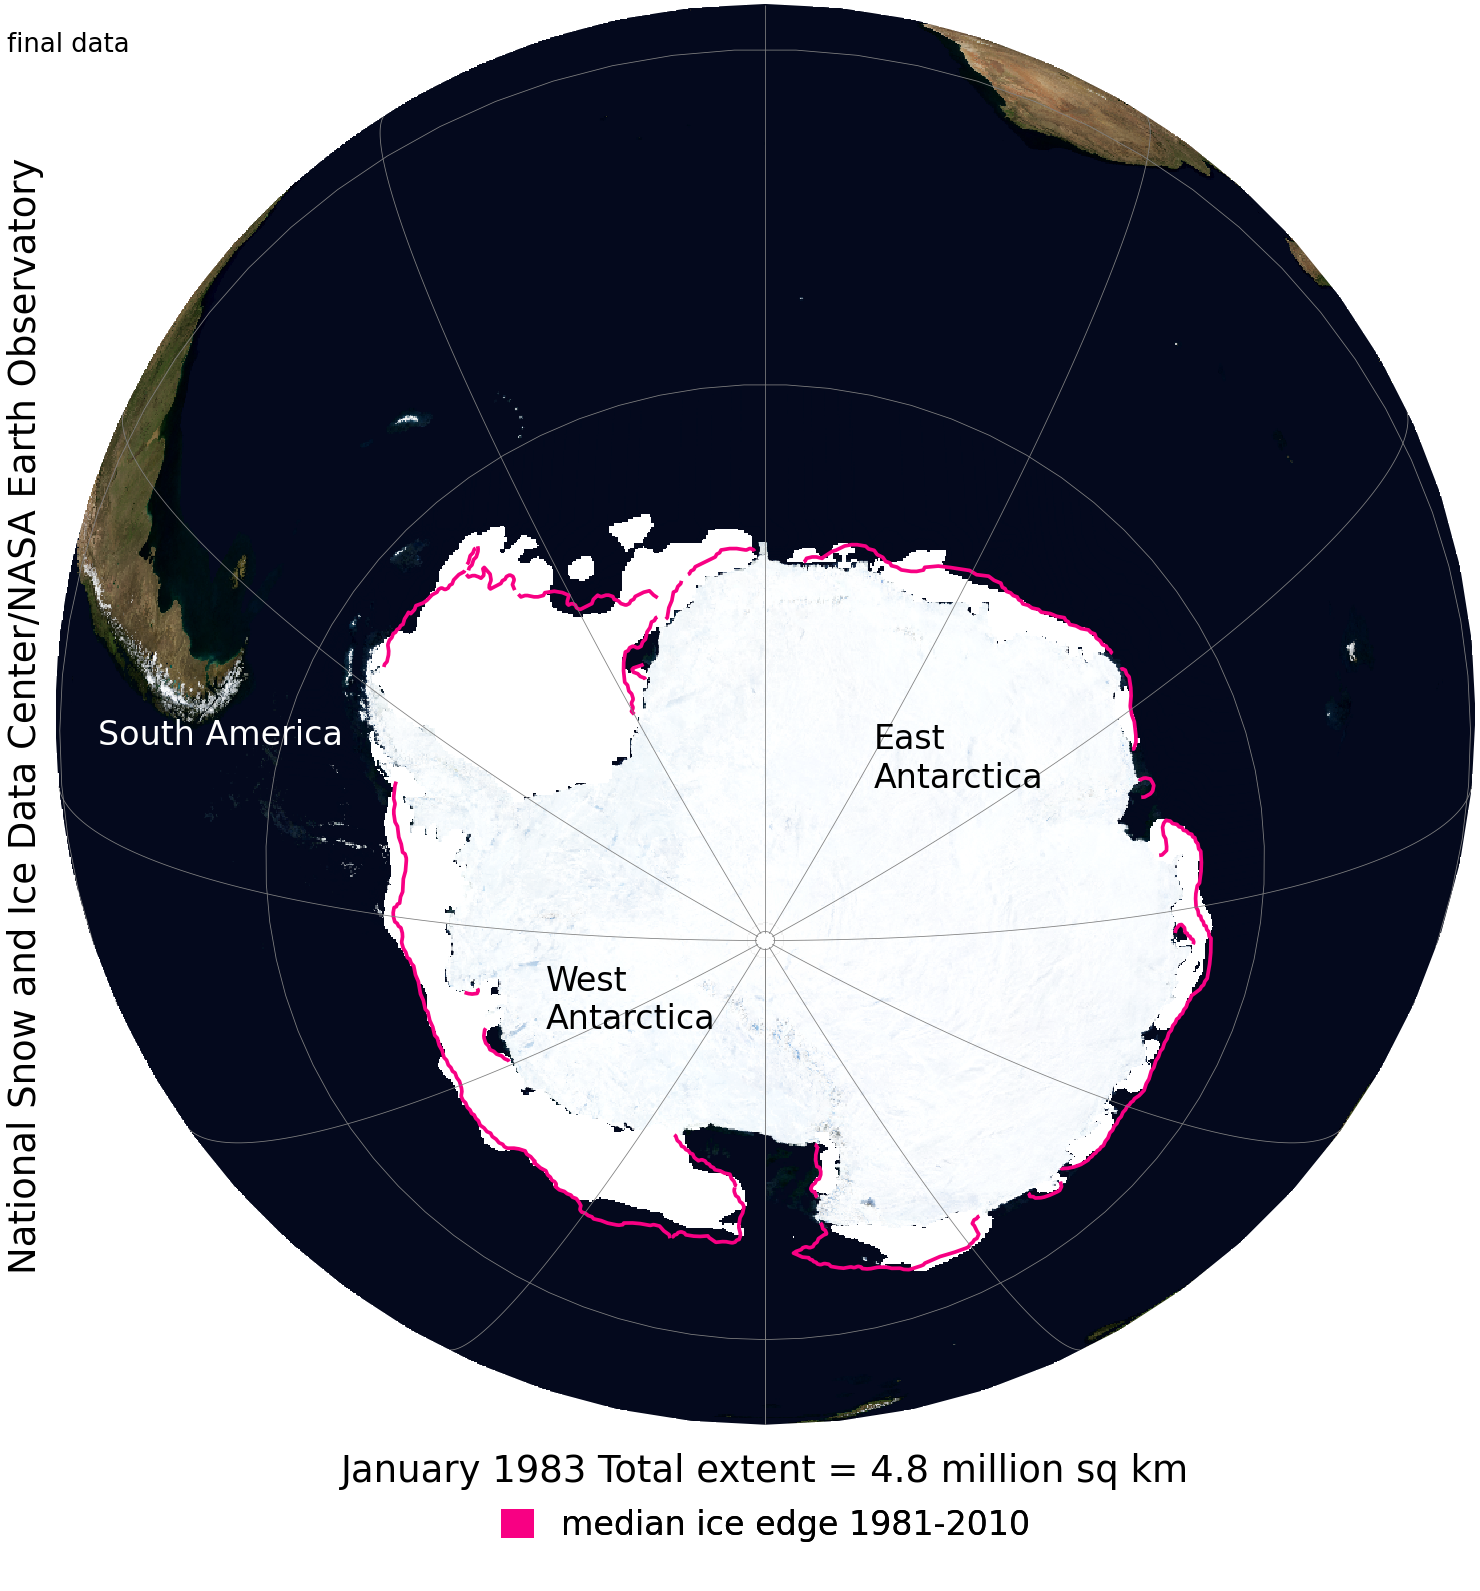 final data
National Snow and Ice Data Center/NASA Earth Observatory
South America
East
Antarctica
West
Antarctica
January 1983 Total extent = 4.8 million sq km
median ice edge 1981-2010